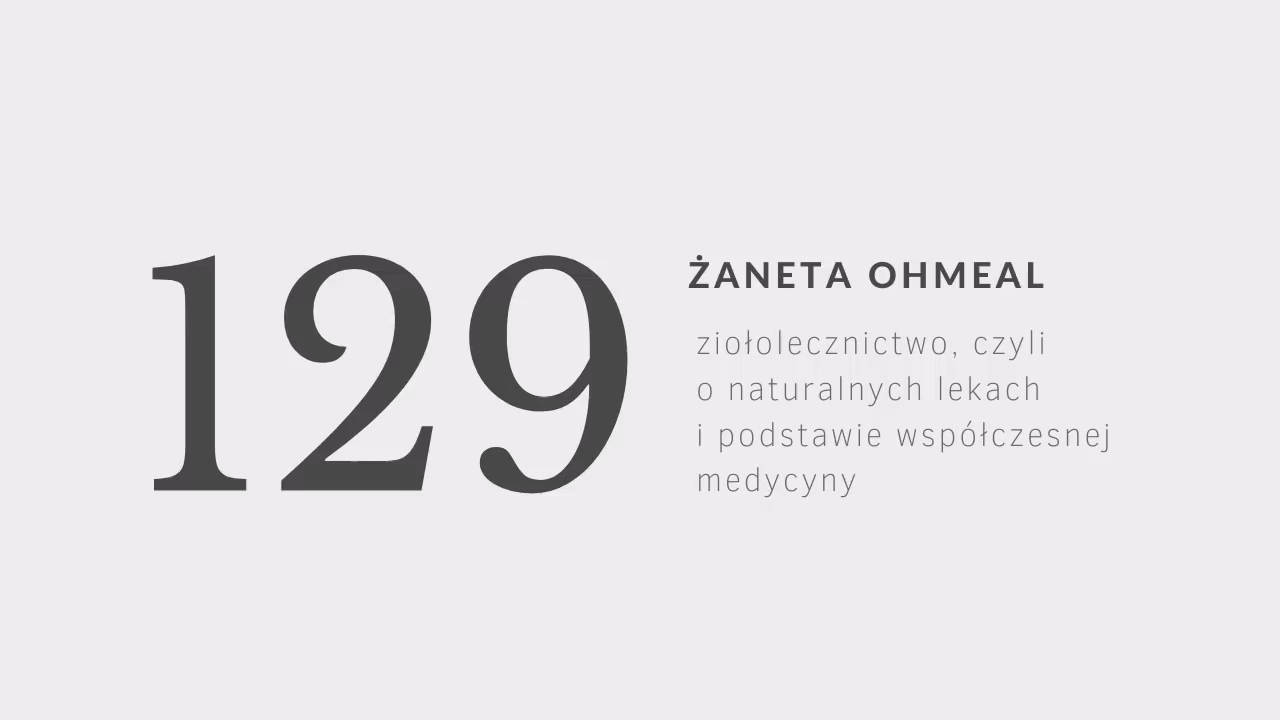 129
ŻANETA OHMEAL
ziołolecznictwo, czyli
o naturalnych lekach
i podstawie współczesnej
medycyny